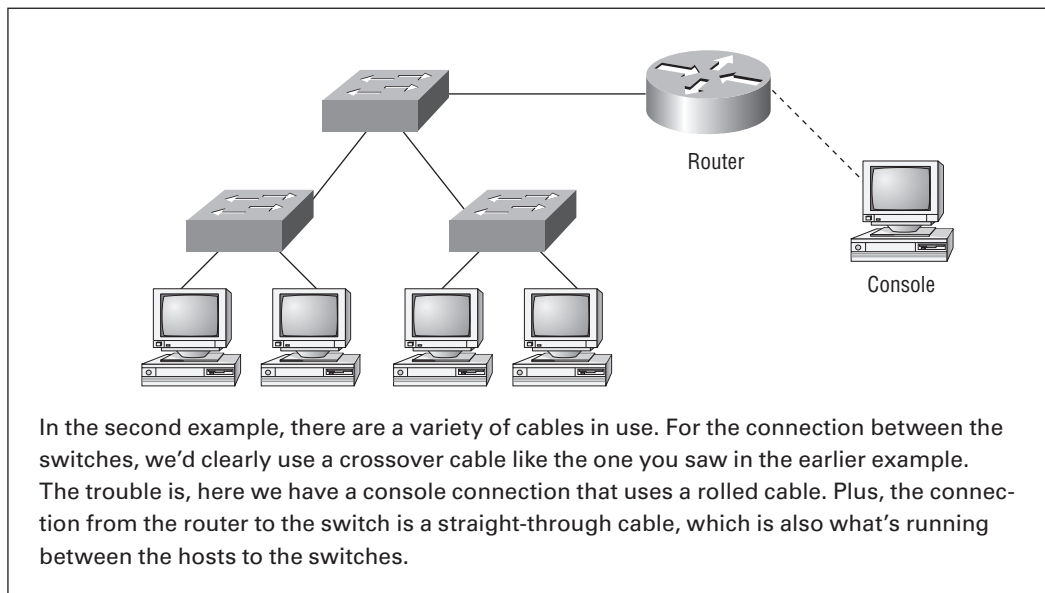 Router
Console
In the second example, there are a variety of cables in use. For the connection between the
switches, we'd clearly use a crossover cable like the one you saw in the earlier example.
The trouble is, here we have a console connection that uses a rolled cable. Plus, the connec-
tion from the router to the switch is a straight-through cable, which is also what's running
between the hosts to the switches.